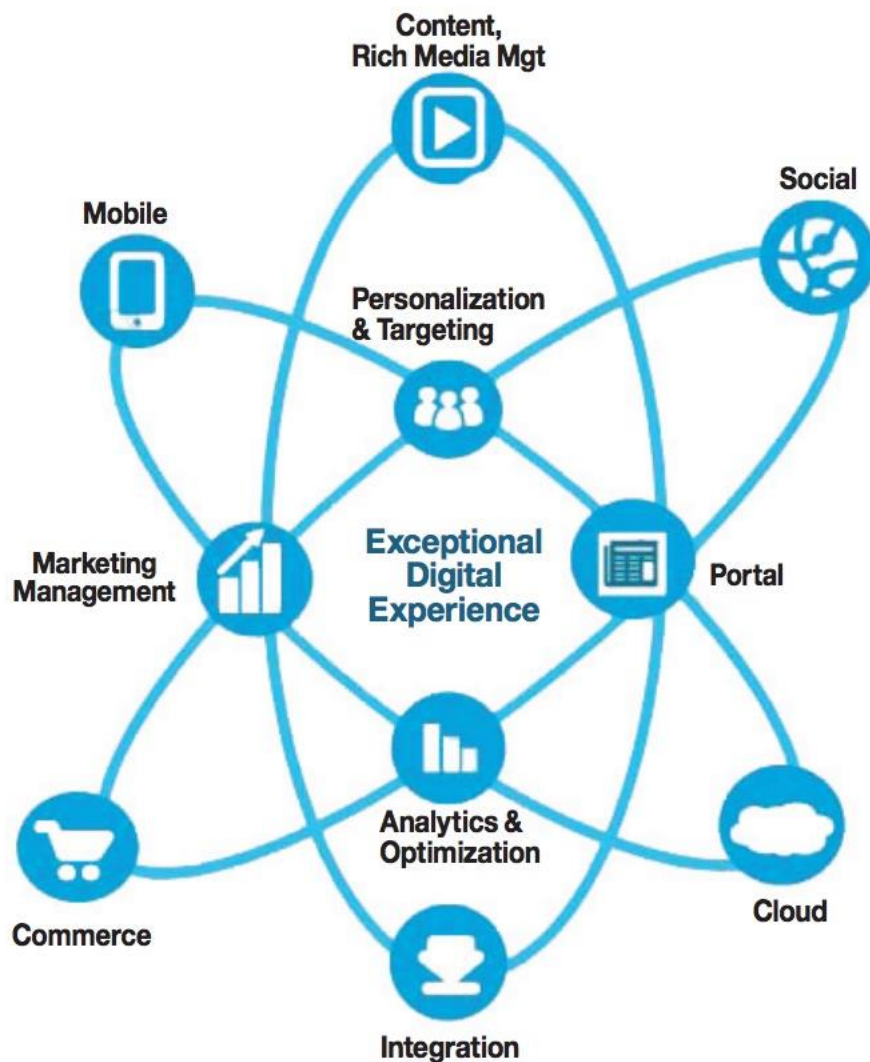 Content,
Rich Media Mgt
Social
Mobile
Personalization
& Targeting
Exceptional
Digital
Experience
Marketing
Management
Portal
Analytics &
Optimization
Cloud
Commerce
Integration